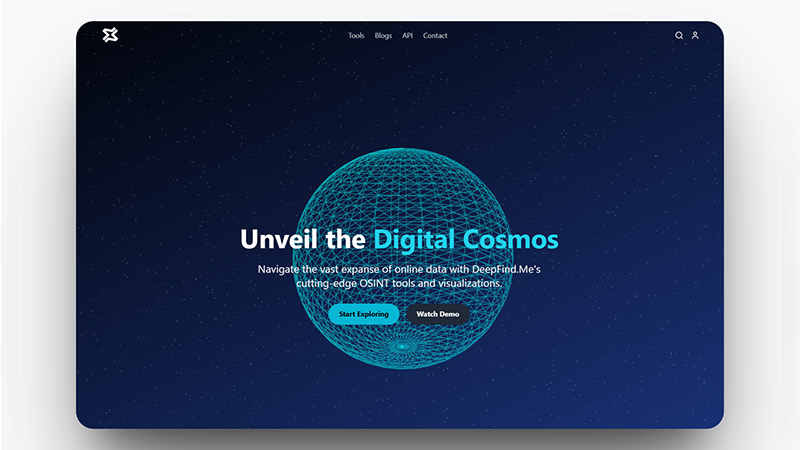 Tools Blogs API Contact
Unveil the Digital Cosmos
Navigate the vast expanse of online data with DeepFind.Me's
cutting-edge OSINT tools and visualizations.
Start Exploring Watch Demo